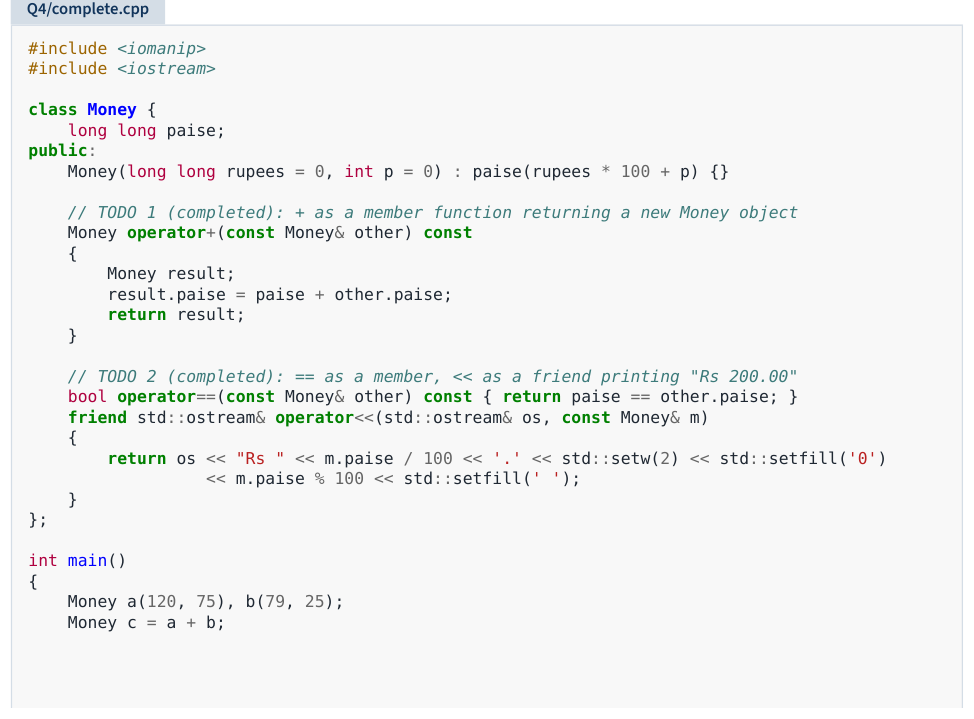 Q4/complete.cpp
#include <iomanip>
#include <iostream>

class Money {
    long long paise;
public:
    Money(long long rupees = 0, int p = 0) : paise(rupees * 100 + p) {}

    // TODO 1 (completed): + as a member function returning a new Money object
    Money operator+(const Money& other) const
    {
        Money result;
        result.paise = paise + other.paise;
        return result;
    }

    // TODO 2 (completed): == as a member, << as a friend printing "Rs 200.00"
    bool operator==(const Money& other) const { return paise == other.paise; }
    friend std::ostream& operator<<(std::ostream& os, const Money& m)
    {
        return os << "Rs " << m.paise / 100 << '.' << std::setw(2) << std::setfill('0')
                  << m.paise % 100 << std::setfill(' ');
    }
};

int main()
{
    Money a(120, 75), b(79, 25);
    Money c = a + b;